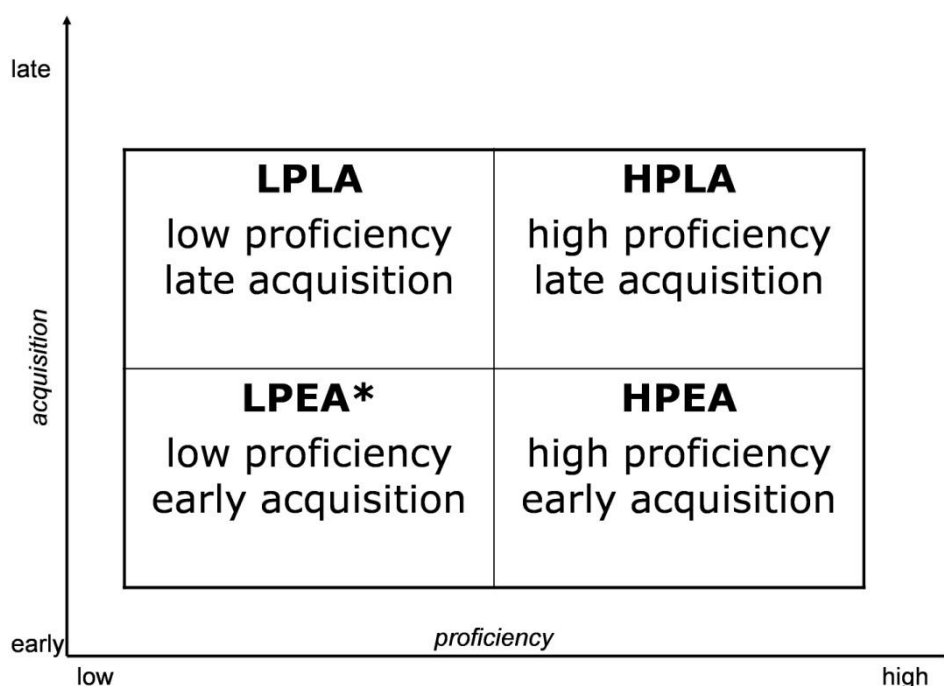 late
LPLA
low proficiency
late acquisition
HPLA
high proficiency
late acquisition
acquisition
LPEA*
low proficiency
early acquisition
HPEA
high proficiency
early acquisition
early
proficiency
low
high